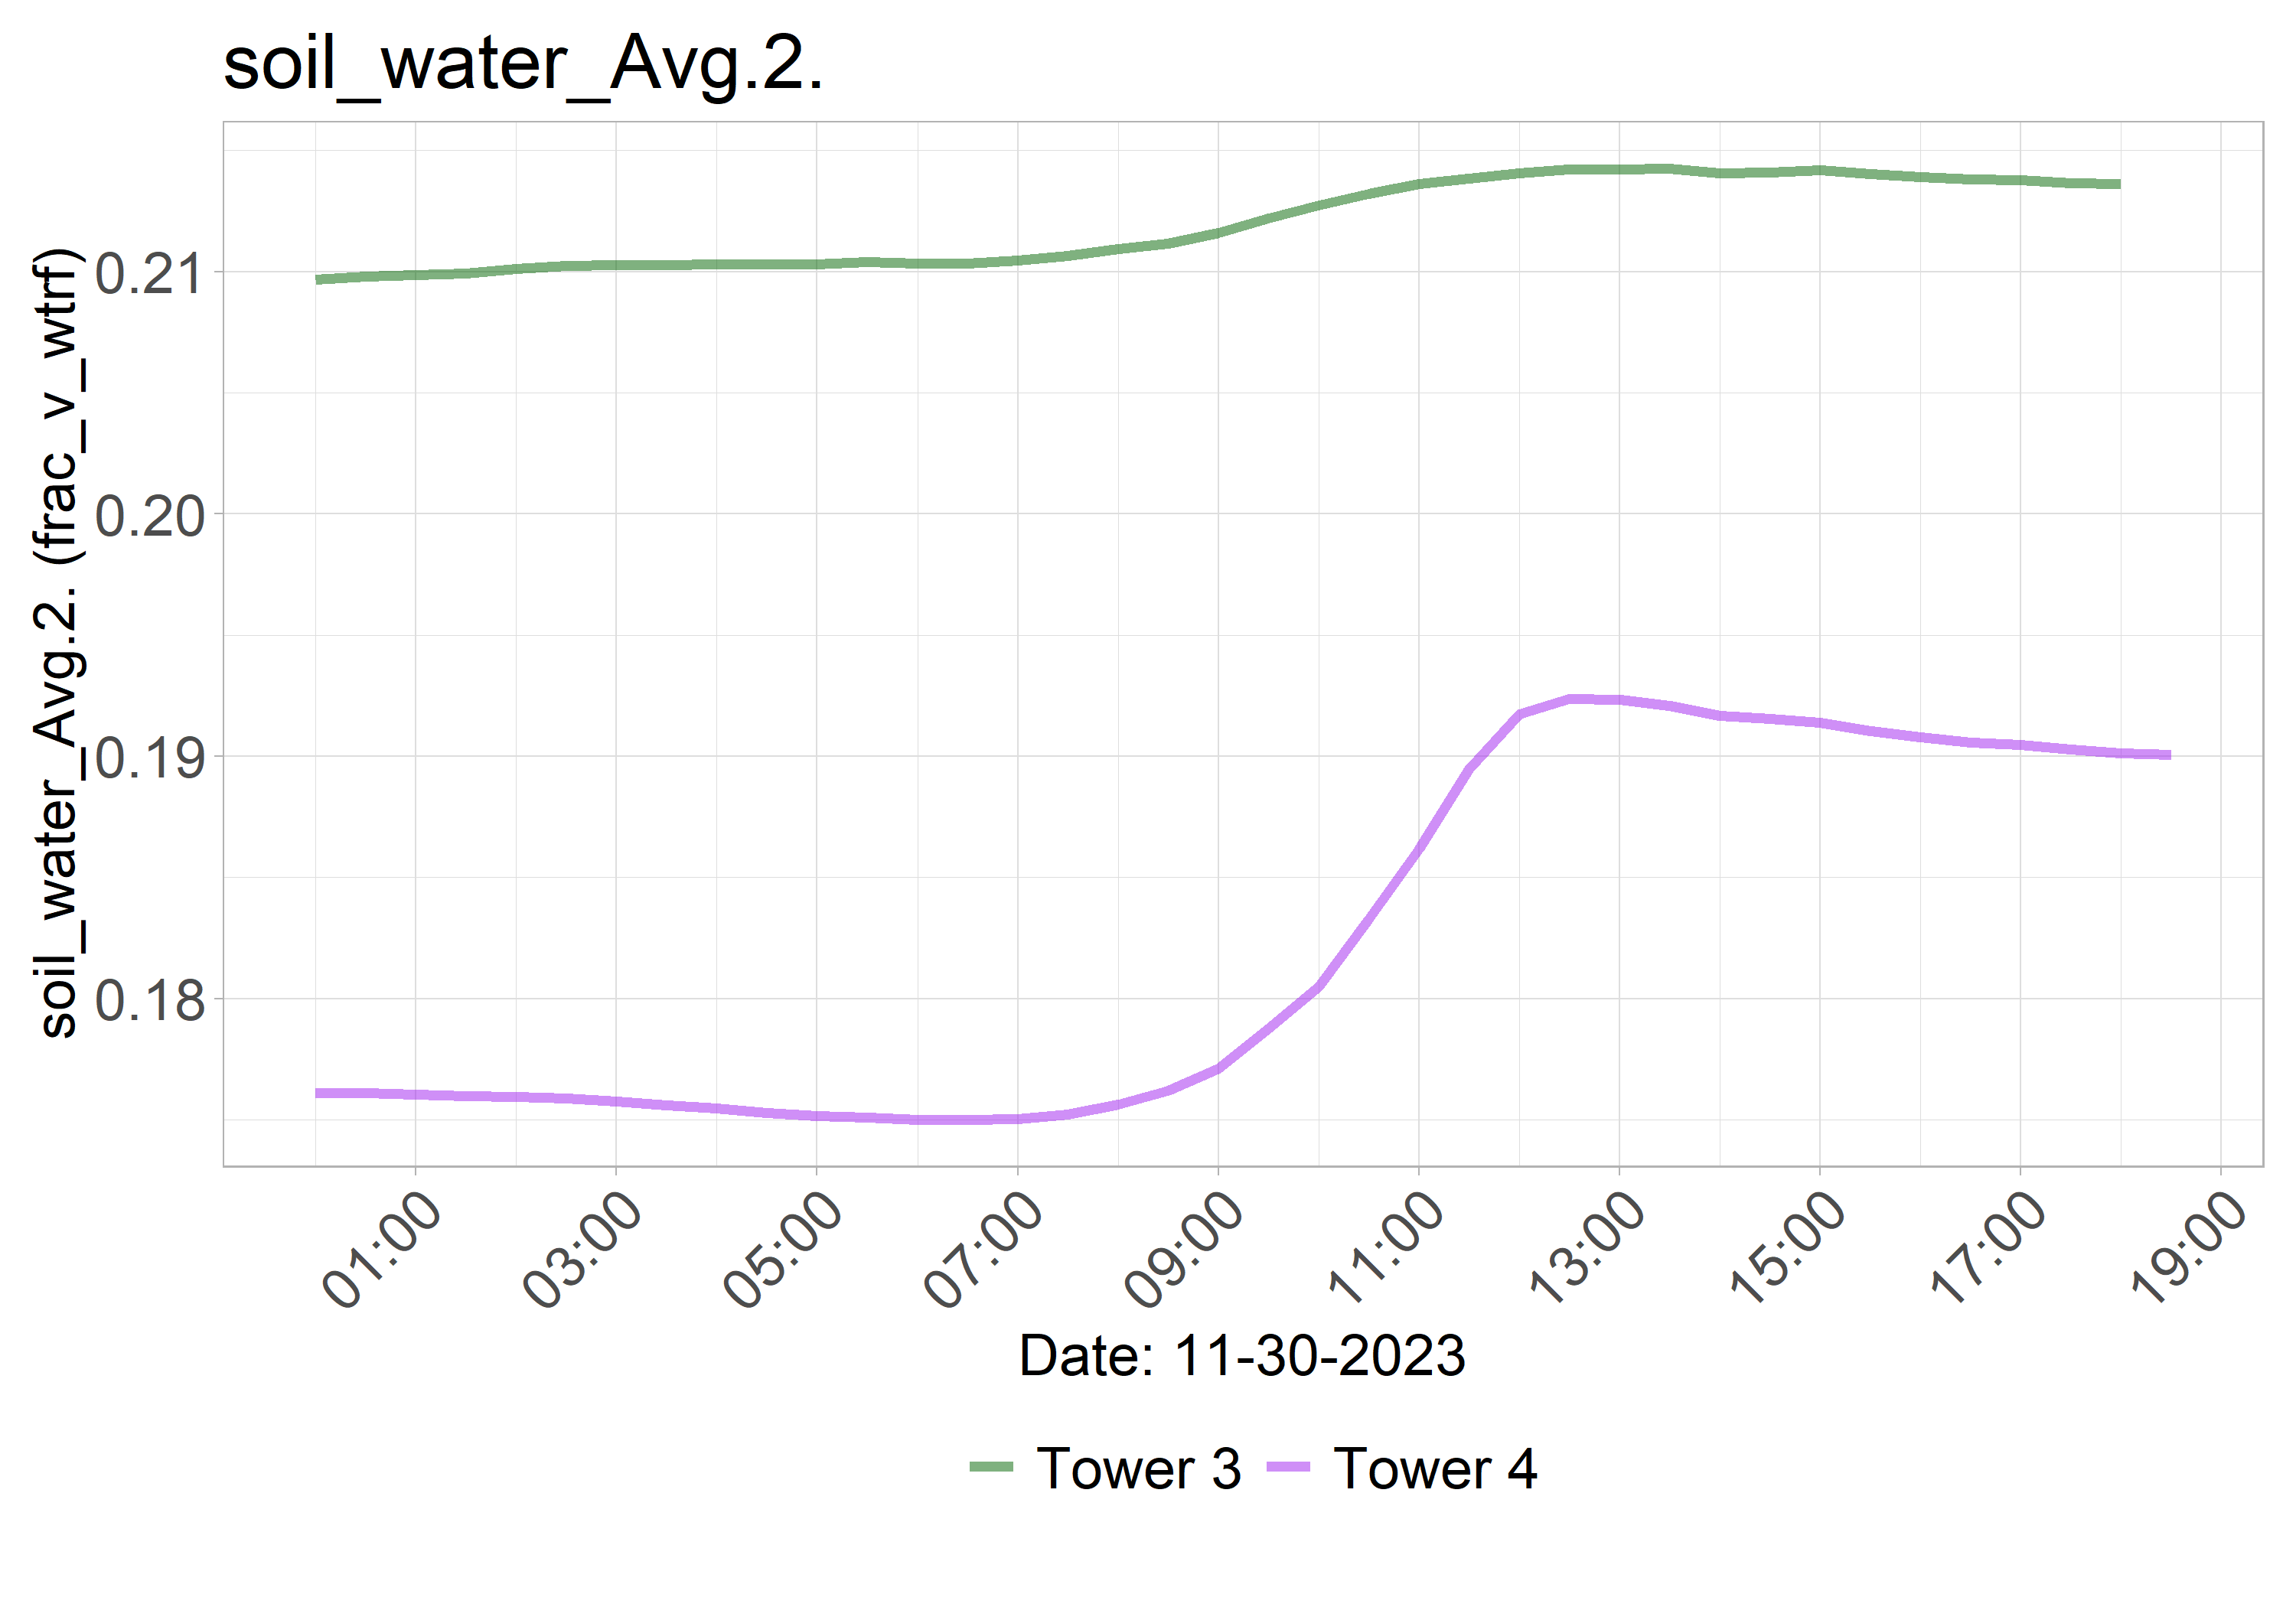 soil_water_Avg.2.
soil_water_Avg.2. (frac_v_wtrf)
0.21
0.20
0.19
0.18
01:00
03:00
05:00
07:00
09:00
11:00
13:00
15:00
17:00
19:00
Date: 11-30-2023
Tower 3
Tower 4